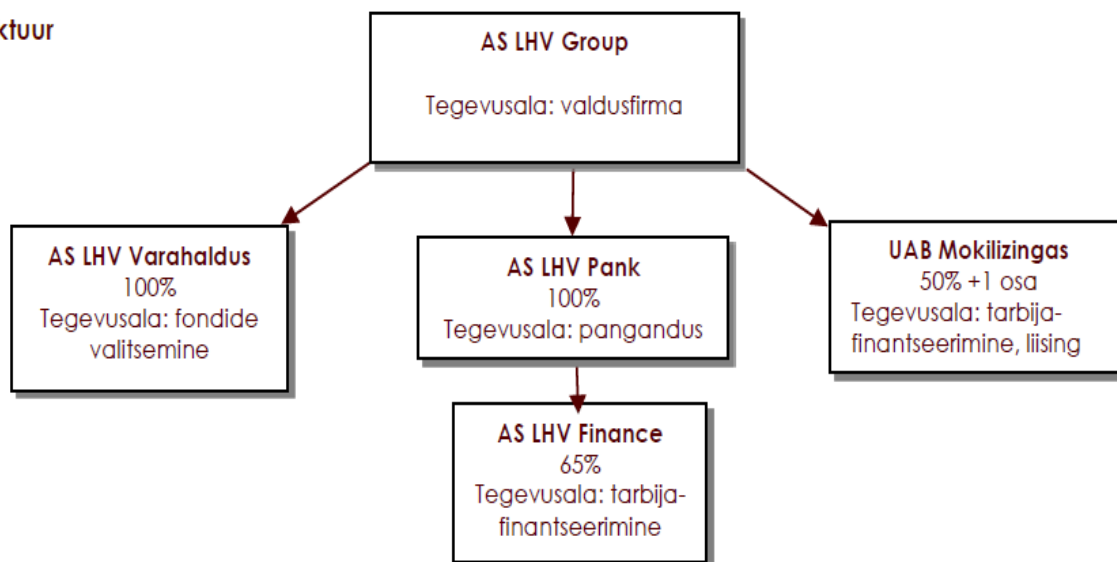 ktuur
AS LHV Group
Tegevusala: valdusfirma
AS LHV Varahaldus
100%
Tegevusala: fondide
valitsemine
AS LHV Pank
100%
Tegevusala: pangandus
UAB Mokilizingas
50% +1 osa
Tegevusala: tarbija-
finantseerimine, liising
AS LHV Finance
65%
Tegevusala: tarbija-
finantseerimine